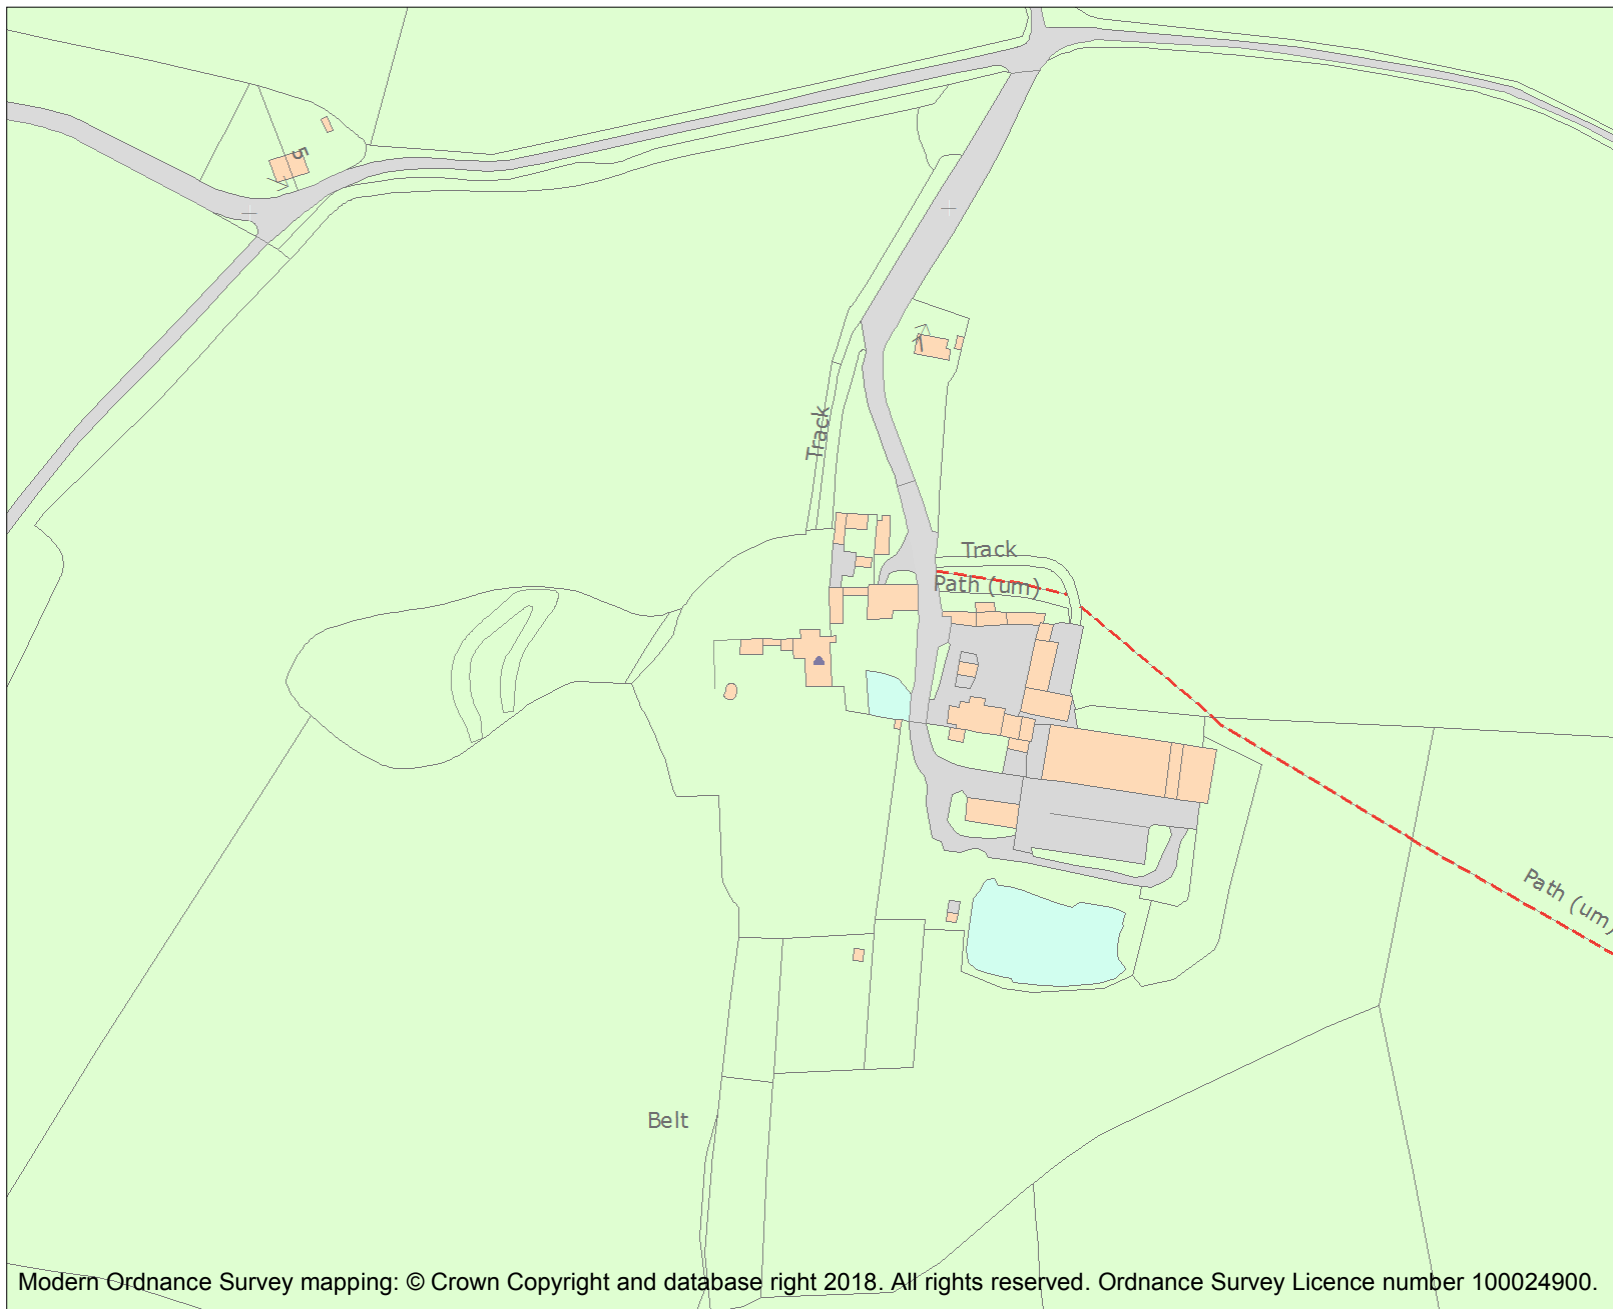 5
1
Track
Track
Path (um)
Path (um)
Belt
Modern Ordnance Survey mapping: © Crown Copyright and database right 2018. All rights reserved. Ordnance Survey Licence number 100024900.